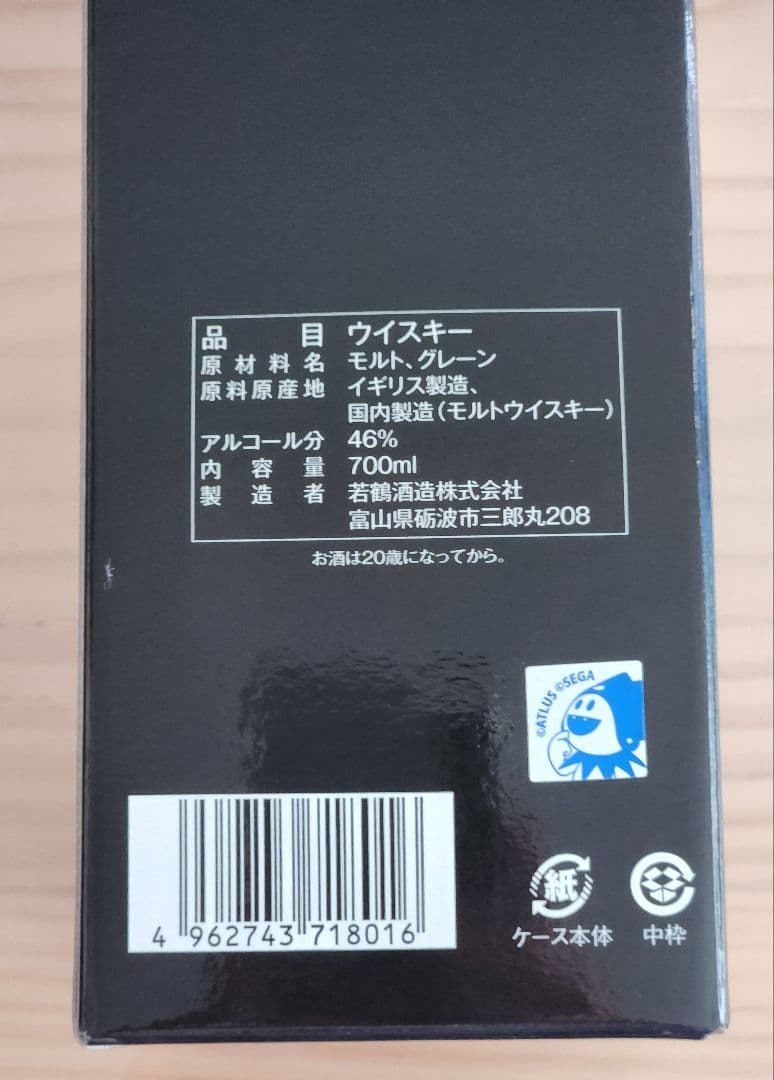 品目 ウイスキー
原材料名 モルト、グレーン
原料原産地 イギリス製造、
国内製造(モルトウイスキー)
アルコール分 46%
内容量 700ml
製造者 若鶴酒造株式会社
富山県砺波市三郎丸208
お酒は20歳になってから。
©ATLUS ©SEGA
4 962743 718016
紙
ケース本体
中枠